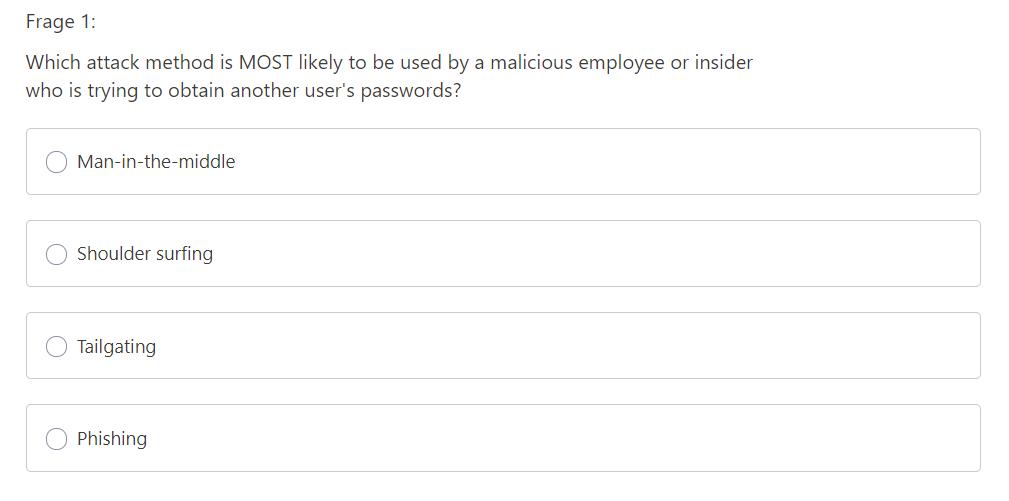 Frage 1:
Which attack method is MOST likely to be used by a malicious employee or insider
who is trying to obtain another user's passwords?
Man-in-the-middle
Shoulder surfing
Tailgating
Phishing